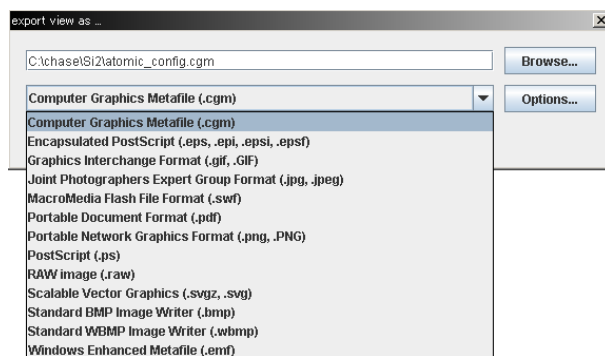 export view as ...
C:\chase\Si2\atomic_config.cgm
Browse...
Computer Graphics Metafile (.cgm)
Options...
Computer Graphics Metafile (.cgm)
Encapsulated PostScript (.eps, .epi, .epsi, .epsf)
Graphics Interchange Format (.gif, .GIF)
Joint Photographers Expert Group Format (.jpg, .jpeg)
MacroMedia Flash File Format (.swf)
Portable Document Format (.pdf)
Portable Network Graphics Format (.png, .PNG)
PostScript (.ps)
RAW image (.raw)
Scalable Vector Graphics (.svgz, .svg)
Standard BMP Image Writer (.bmp)
Standard WBMP Image Writer (.wbmp)
Windows Enhanced Metafile (.emf)